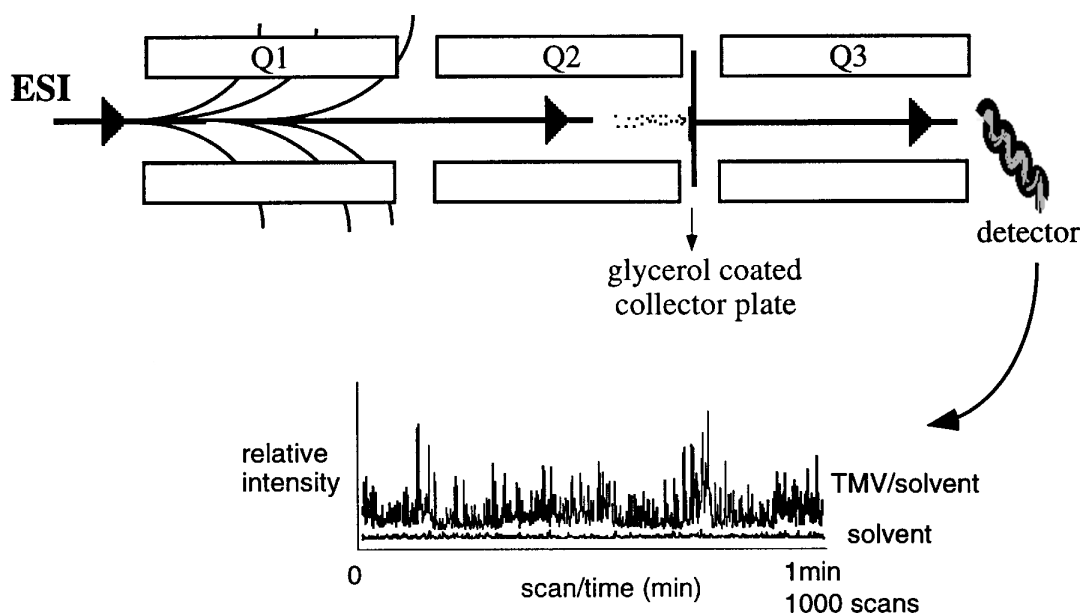 Q1
Q2
Q3
ESI
detector
glycerol coated
collector plate
relative
intensity
TMV/solvent
solvent
0
scan/time (min)
1min
1000 scans